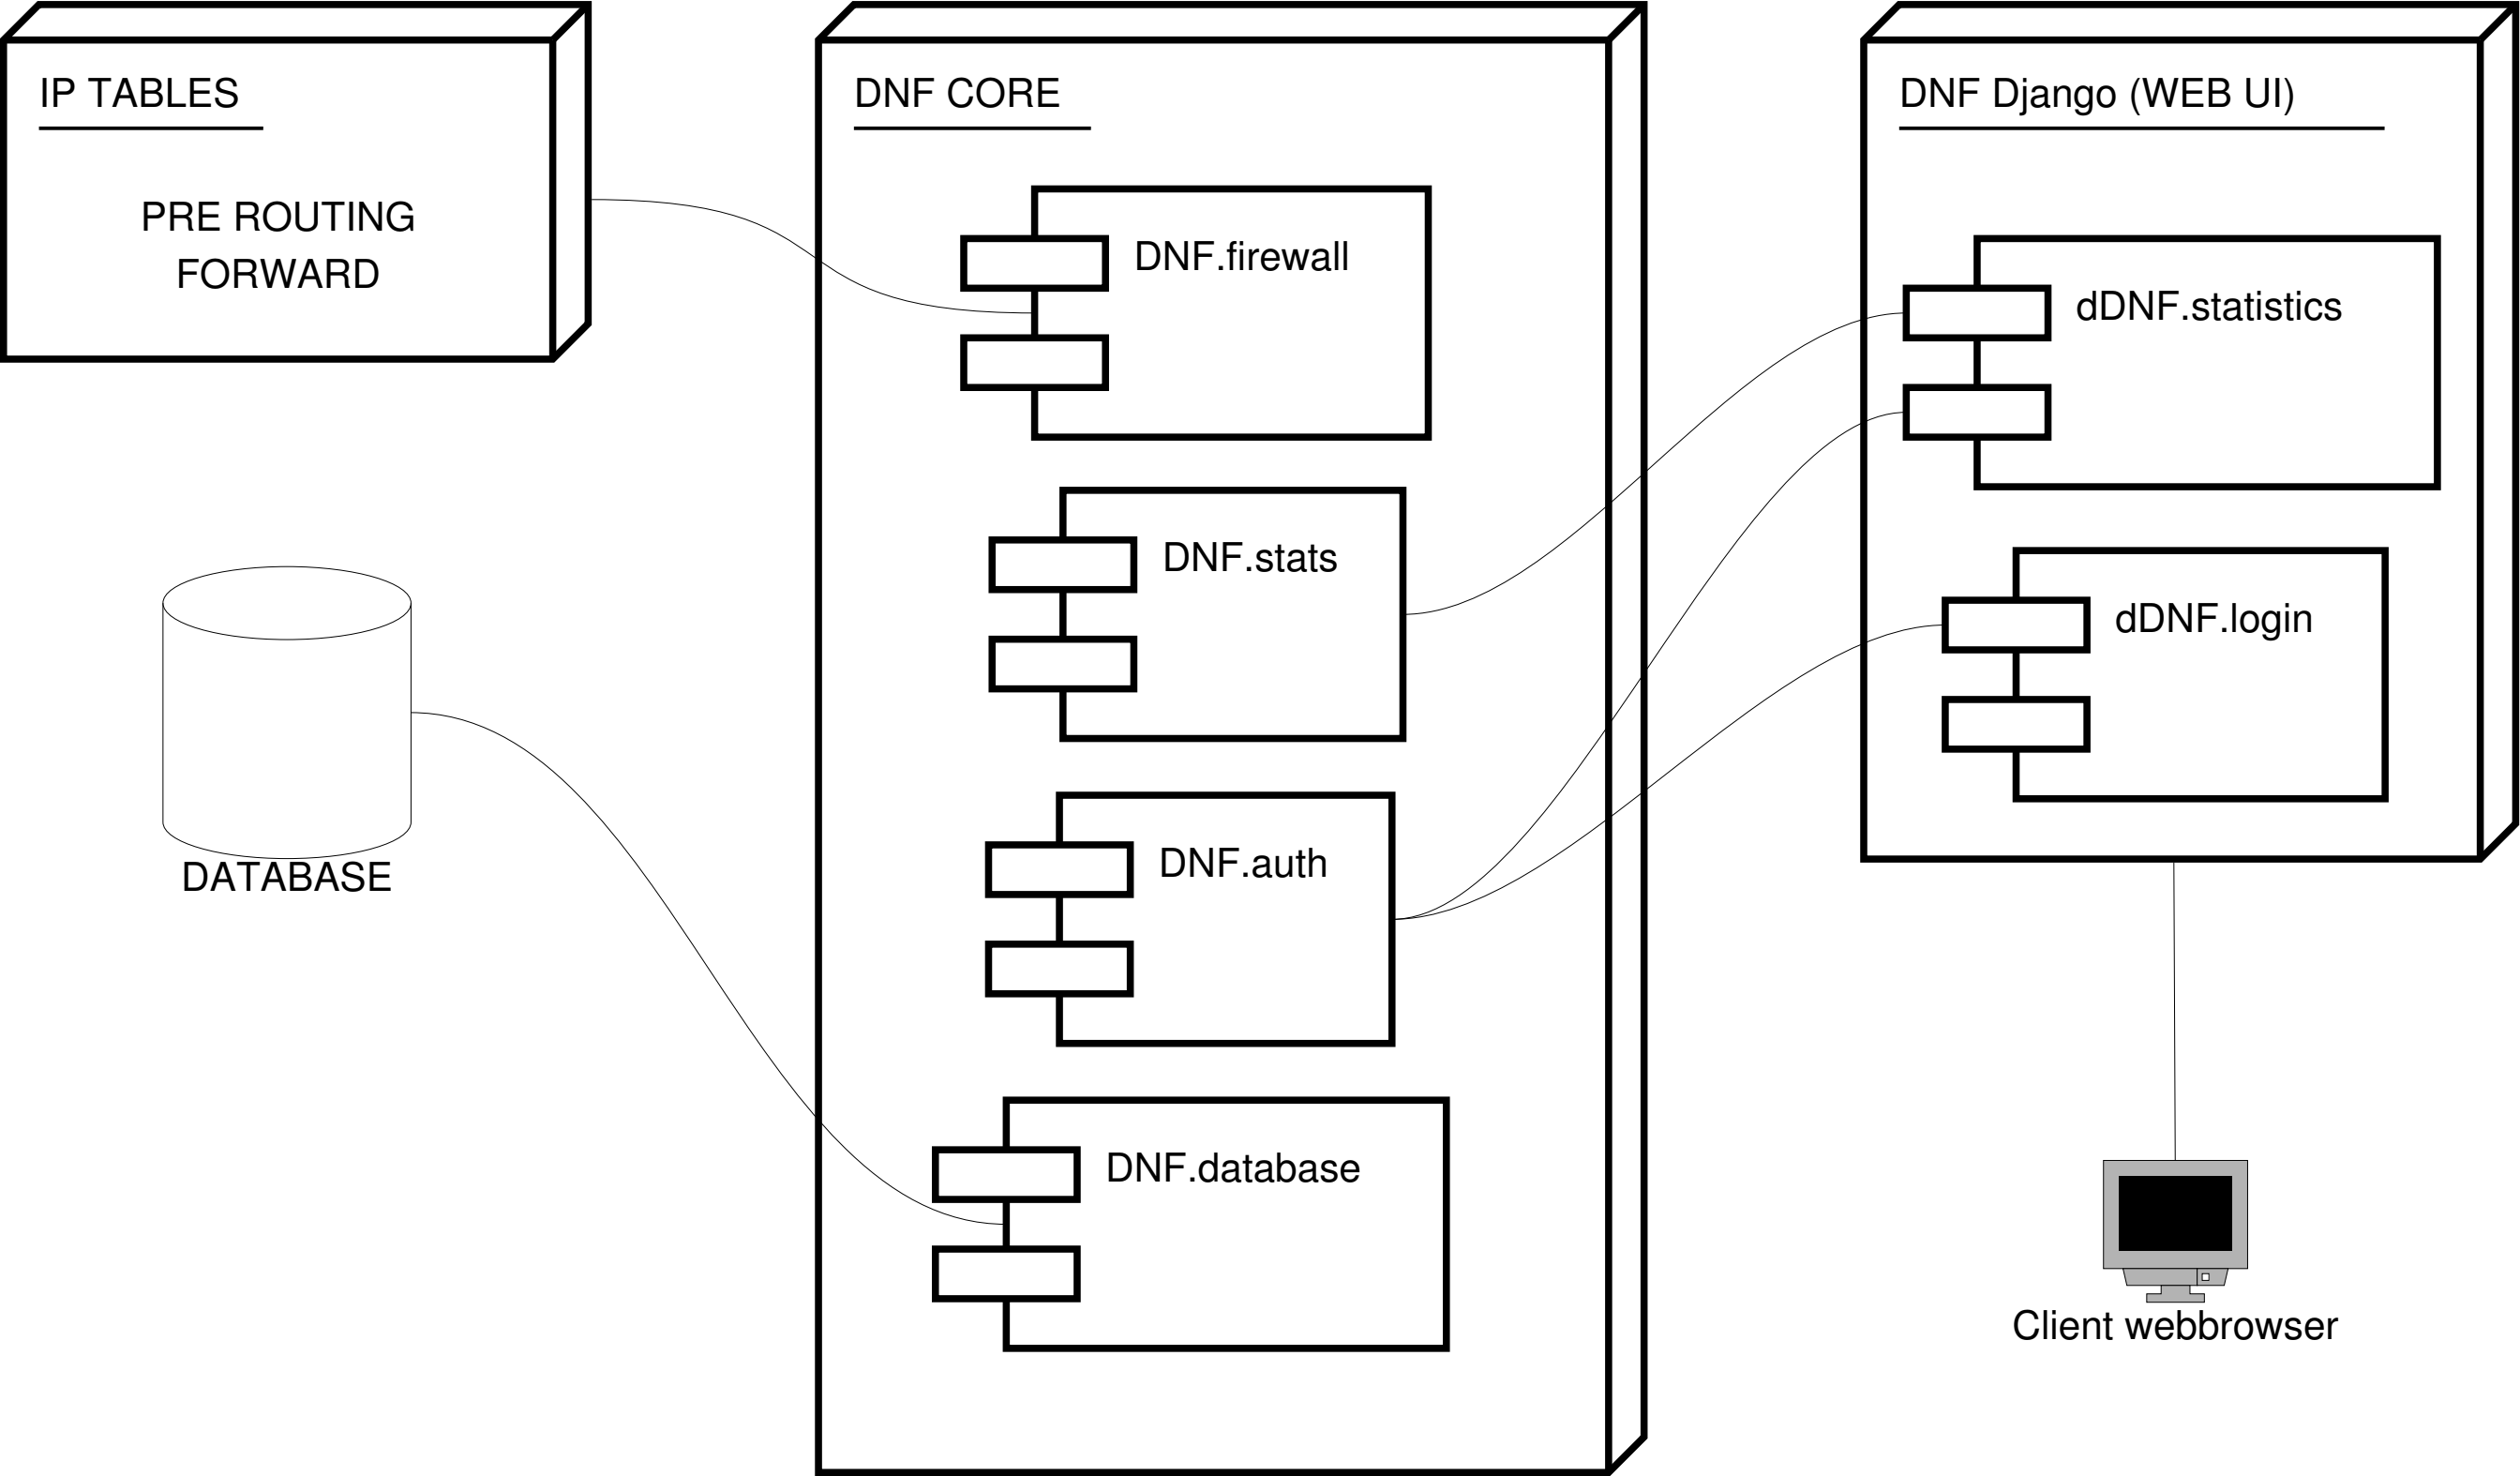 IP TABLES
PRE ROUTING
FORWARD
DATABASE
DNF CORE
DNF.firewall
DNF.stats
DNF.auth
DNF.database
DNF Django (WEB UI)
dDNF.statistics
dDNF.login
Client webbrowser